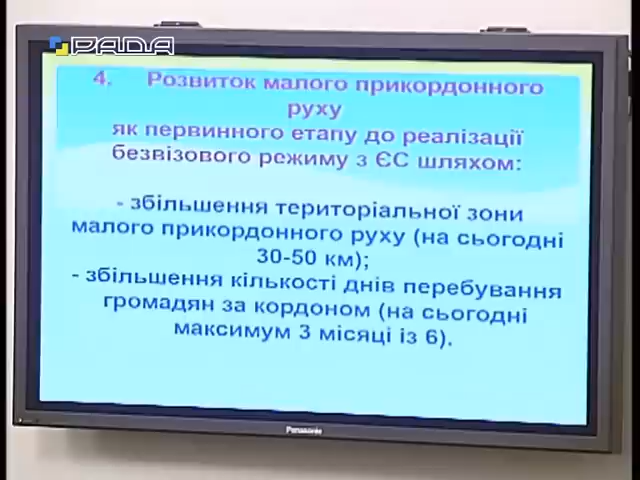 РАДА
4. Розвиток малого прикордонного
руху
як первинного етапу до реалізації
безвізового режиму з ЄС шляхом:
- збільшення територіальної зони
малого прикордонного руху (на сьогодні
30-50 км);
- збільшення кількості днів перебування
громадян за кордоном (на сьогодні
максимум 3 місяці із 6).
Panasonic